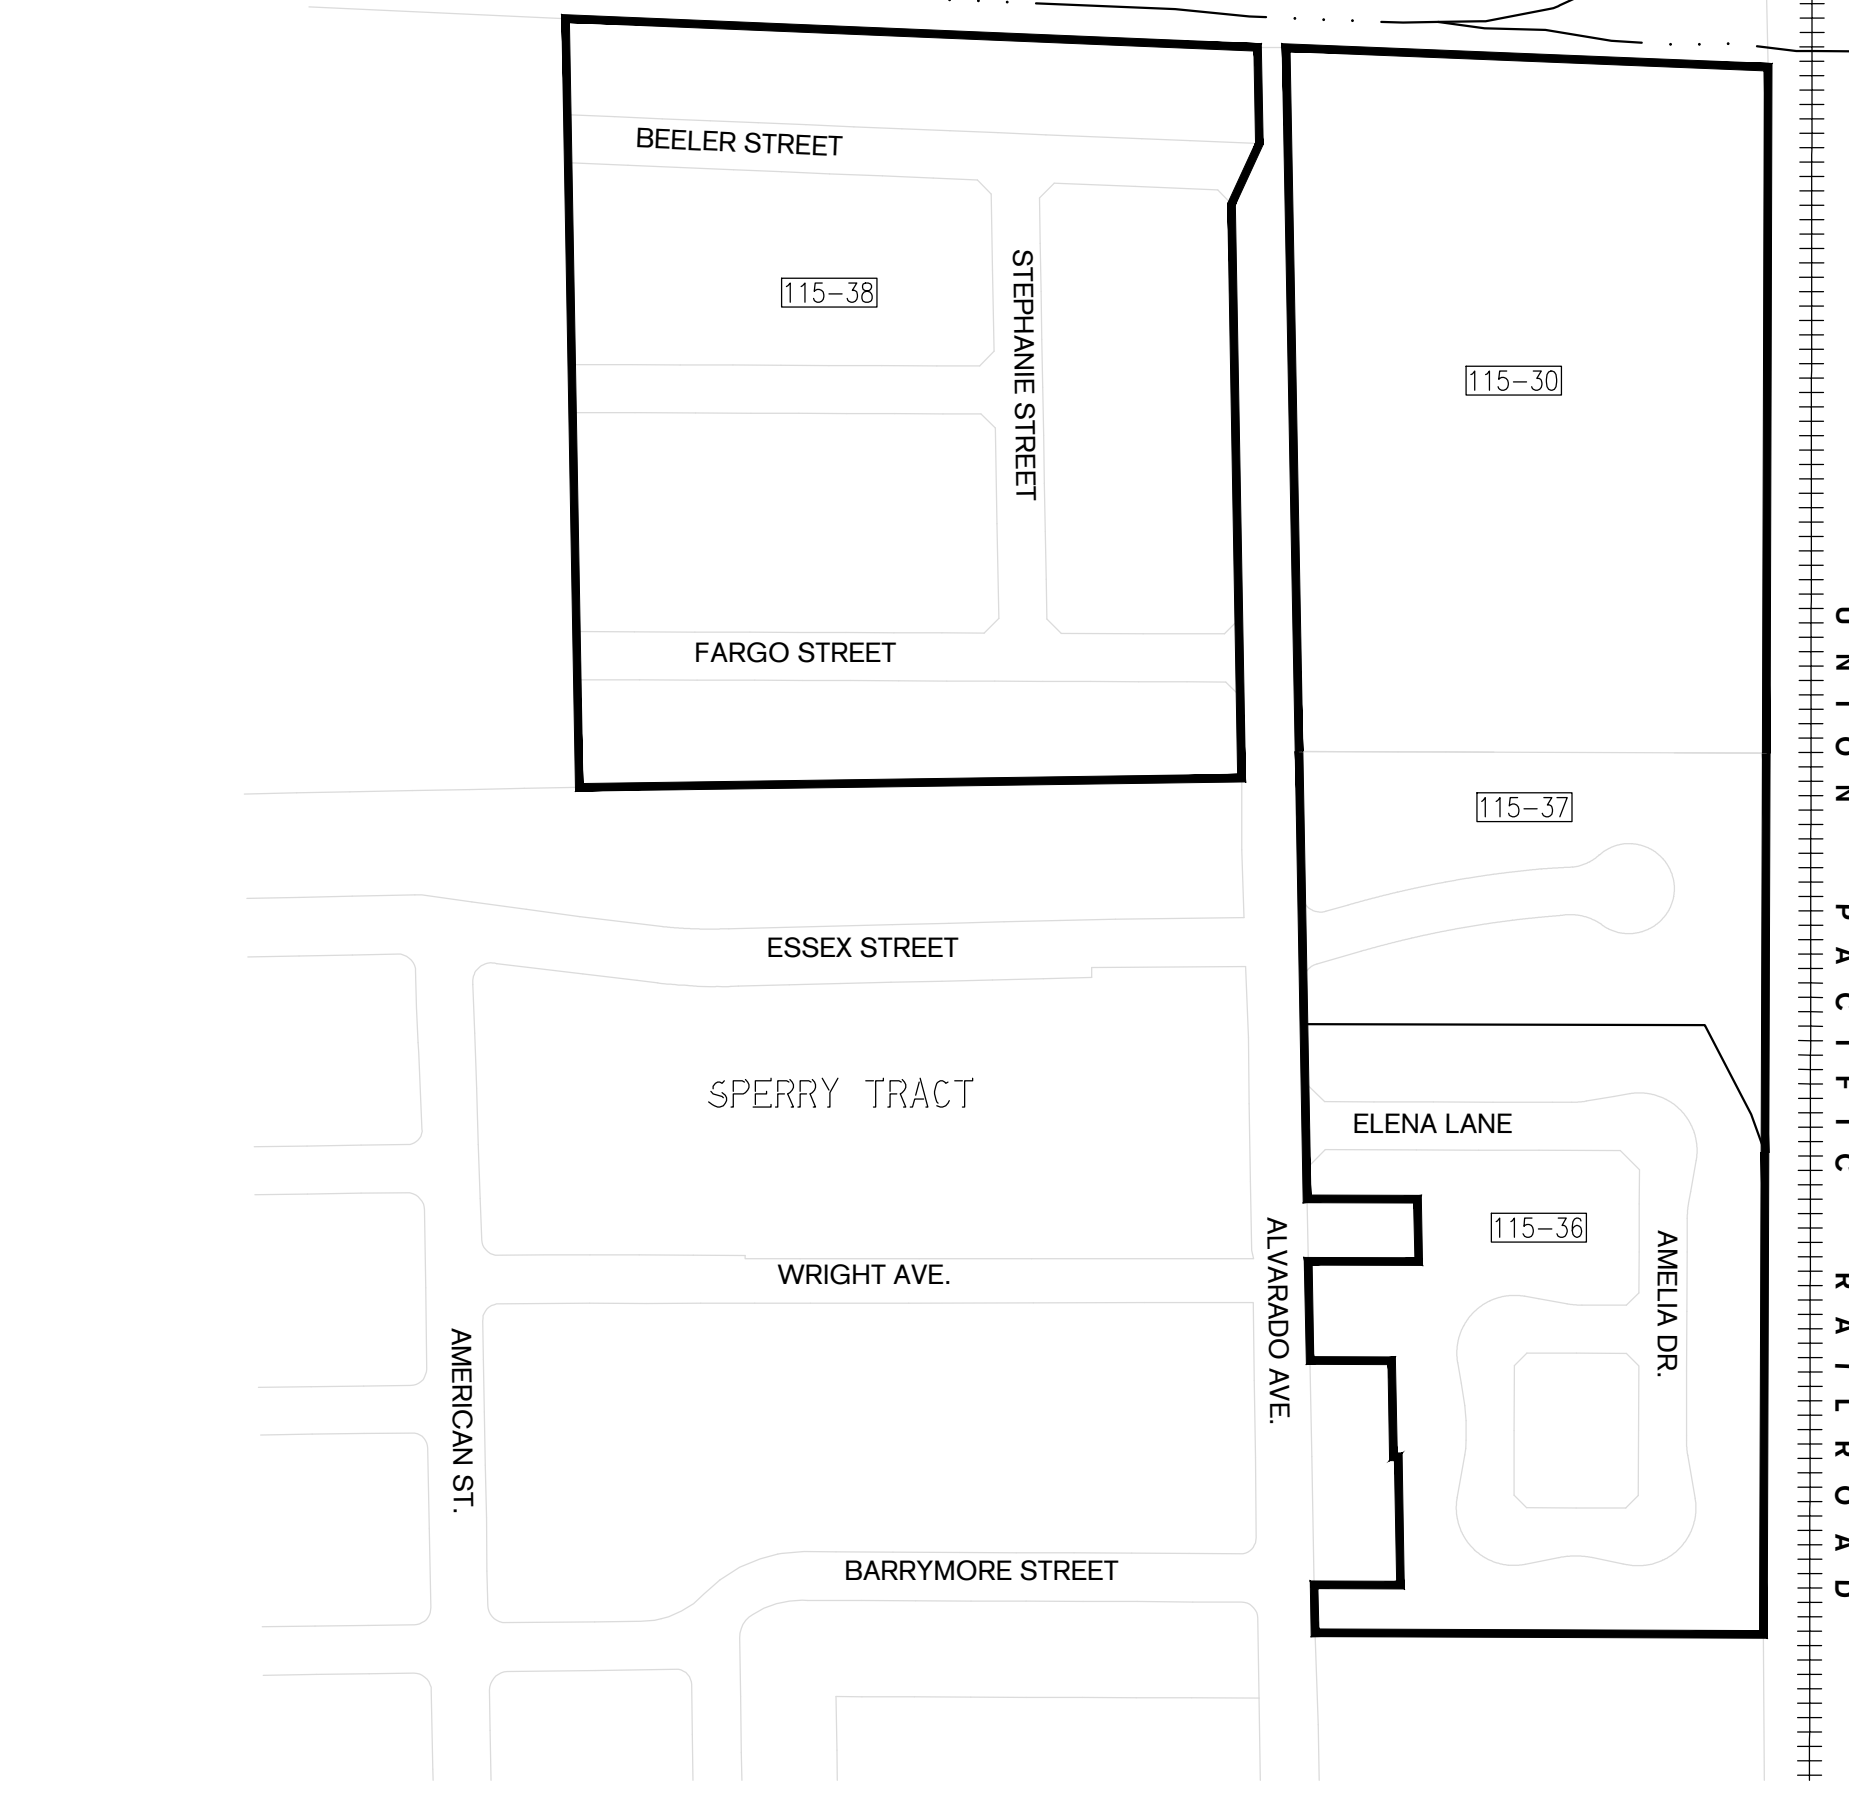 BEELER STREET
115-38
STEPHANIE STREET
115-30
FARGO STREET
115-37
ESSEX STREET
SPERRY TRACT
ELENA LANE
115-36
WRIGHT AVE.
ALVARADO AVE.
AMELIA DR.
AMERICAN ST.
BARRYMORE STREET
UNION PACIFIC RAILROAD